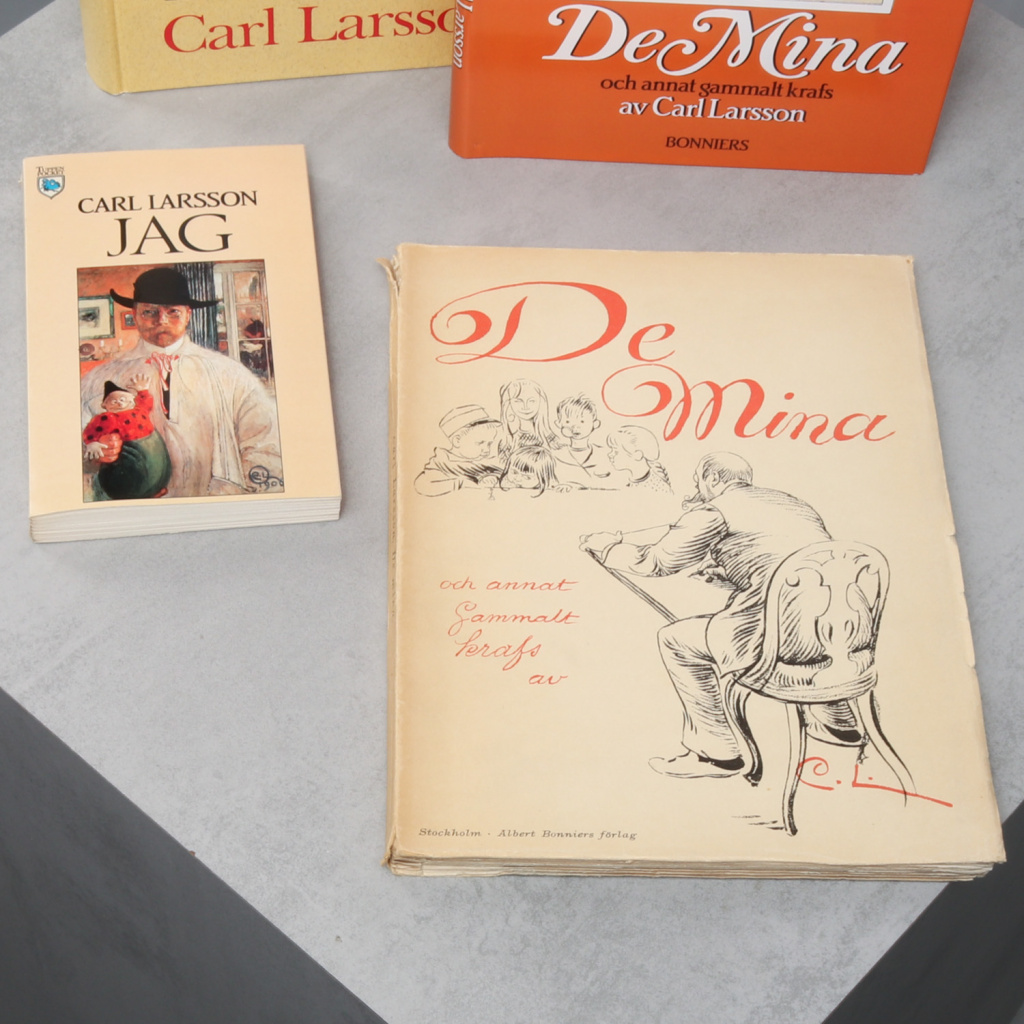 Carl Larsso
De Mina
och annat gammalt krafs
av Carl Larsson
BONNIERS
CARL LARSSON
JAG
De
Mina
och annat
Gammalt
krafs
av
C. L.
Stockholm · Albert Bonniers förlag